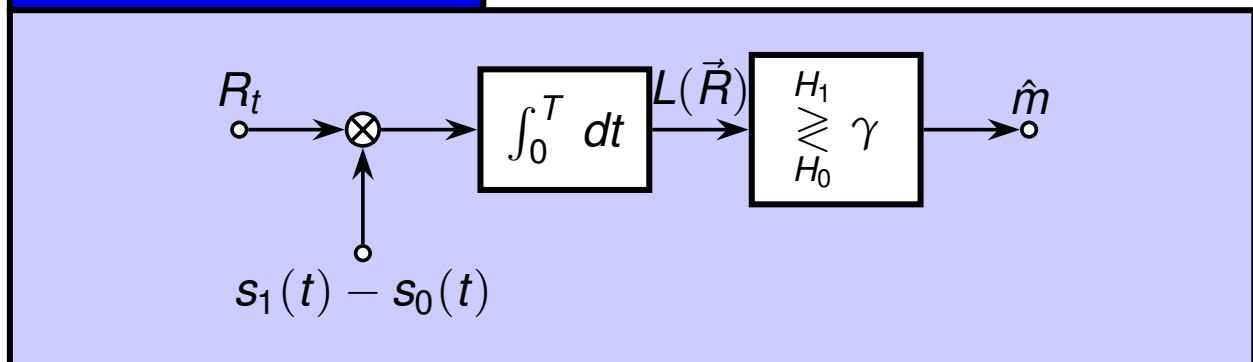 R_t
∫_0^T dt
L(R⃗)
H_1
≷ γ
H_0
m̂
s_1(t) − s_0(t)